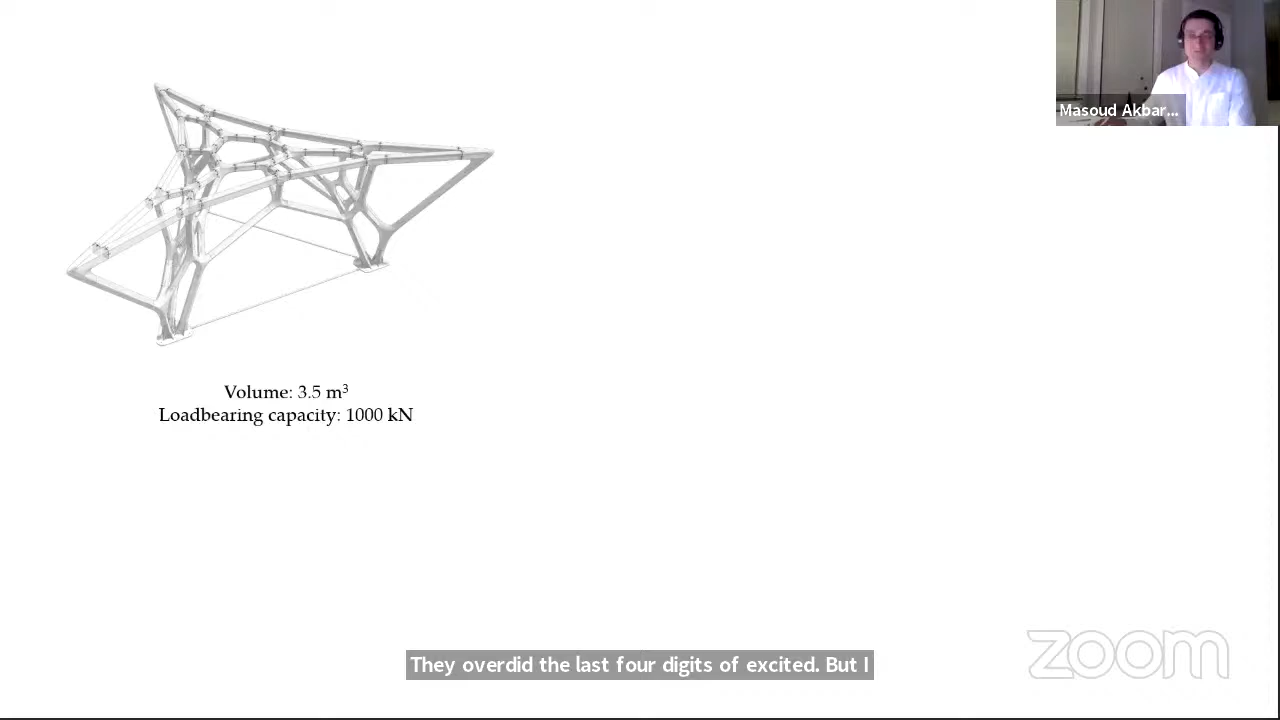 Masoud Akbar...
Volume: 3.5 m³
Loadbearing capacity: 1000 kN
They overdid the last four digits of excited. But I
zoom